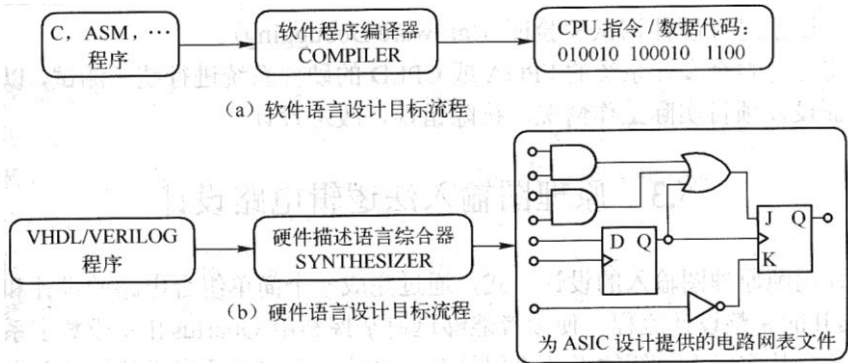 C，ASM，…
程序
软件程序编译器
COMPILER
CPU 指令 / 数据代码：
010010 100010 1100
（a）软件语言设计目标流程
VHDL/VERILOG
程序
硬件描述语言综合器
SYNTHESIZER
D Q
J Q
K
为 ASIC 设计提供的电路网表文件
（b）硬件语言设计目标流程